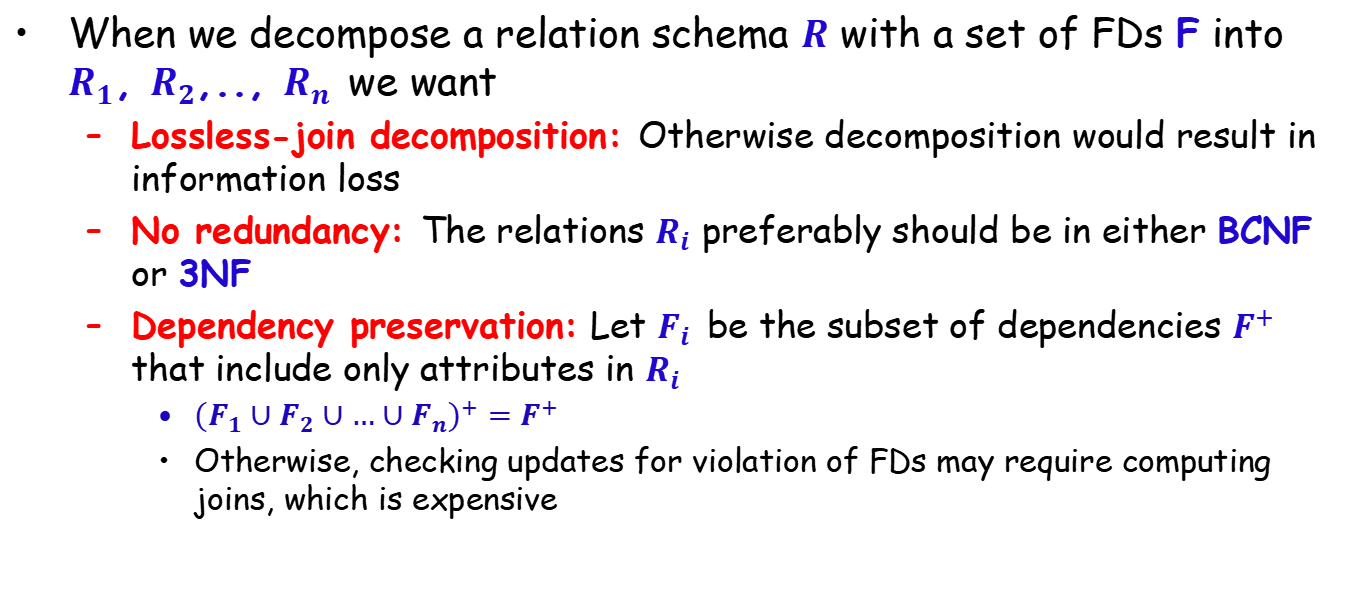 • When we decompose a relation schema R with a set of FDs F into
R₁, R₂,.., Rₙ we want
– Lossless-join decomposition: Otherwise decomposition would result in
information loss
– No redundancy: The relations Rᵢ preferably should be in either BCNF
or 3NF
– Dependency preservation: Let Fᵢ be the subset of dependencies F⁺
that include only attributes in Rᵢ
• (F₁ ∪ F₂ ∪ … ∪ Fₙ)⁺ = F⁺
• Otherwise, checking updates for violation of FDs may require computing
joins, which is expensive